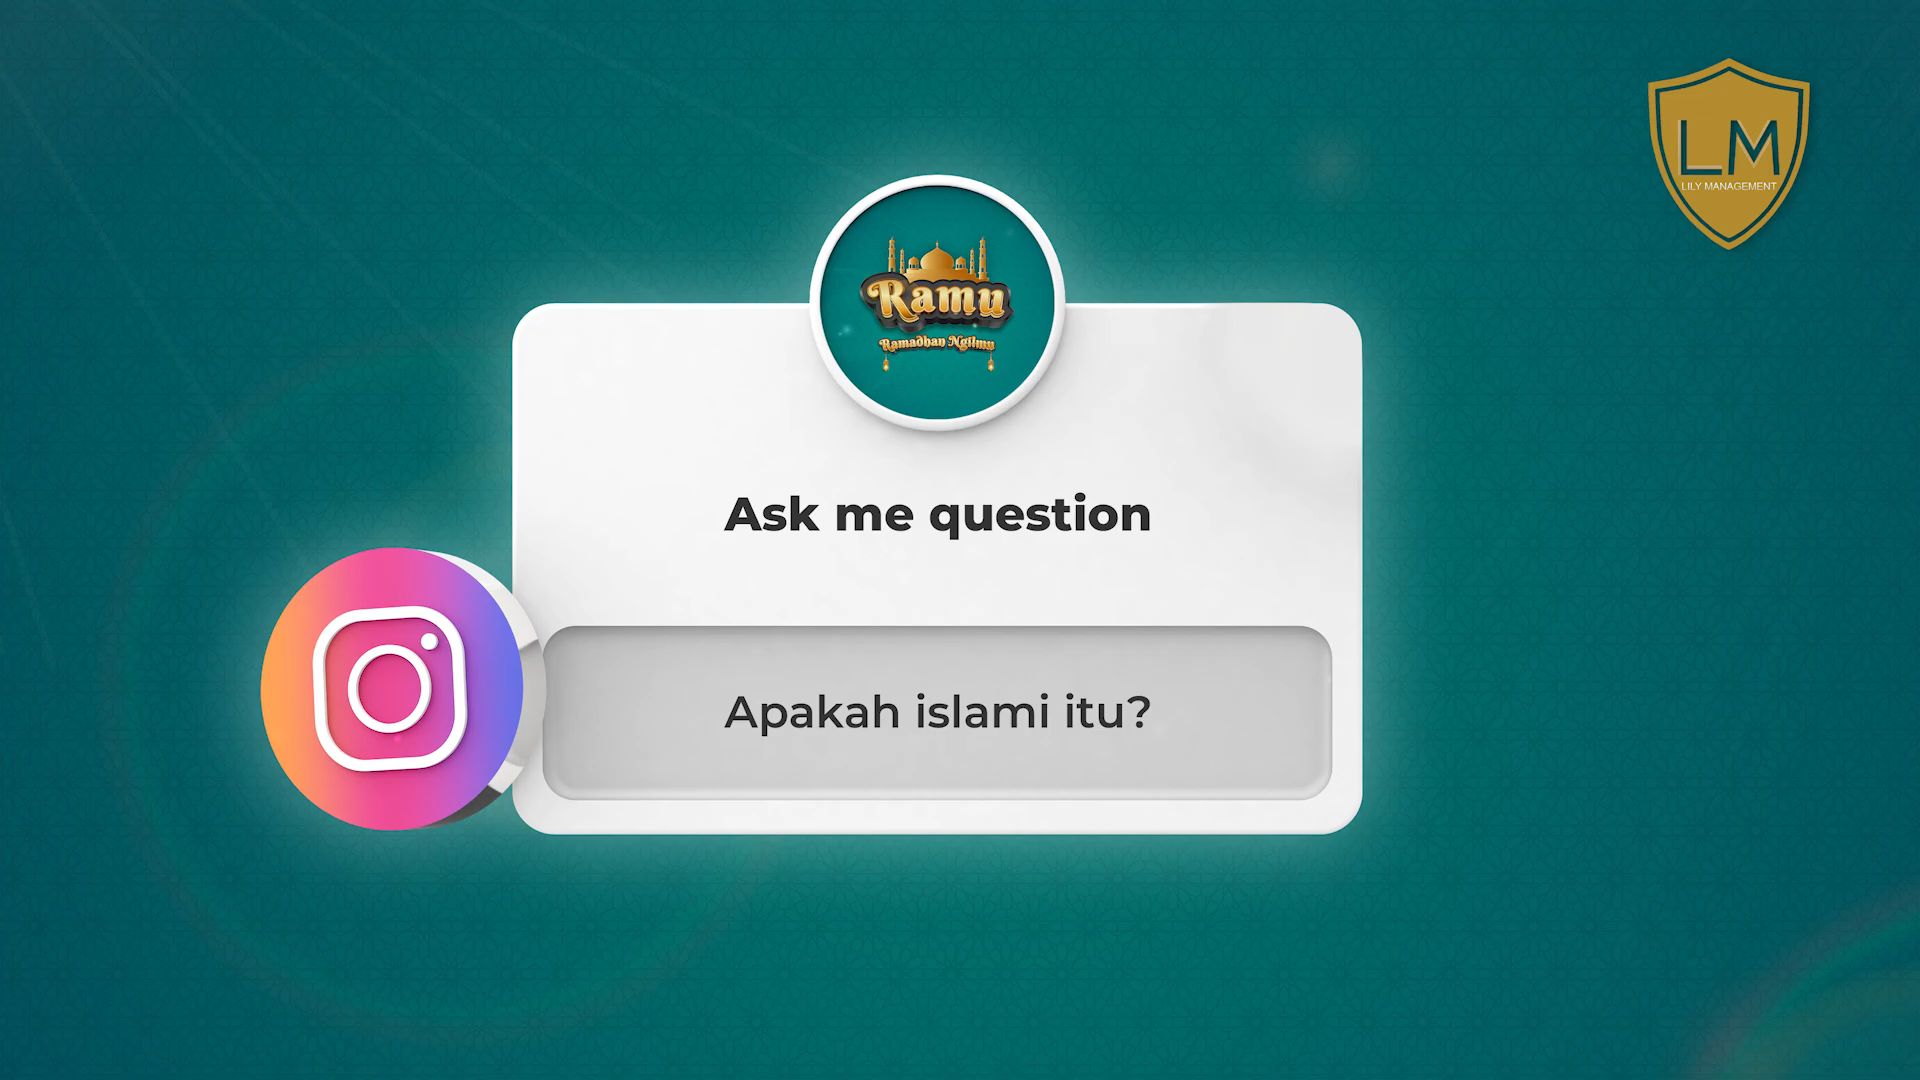 LM
LILY MANAGEMENT
Ramu
Ramadhan Ngilmu
Ask me question
Apakah islami itu?